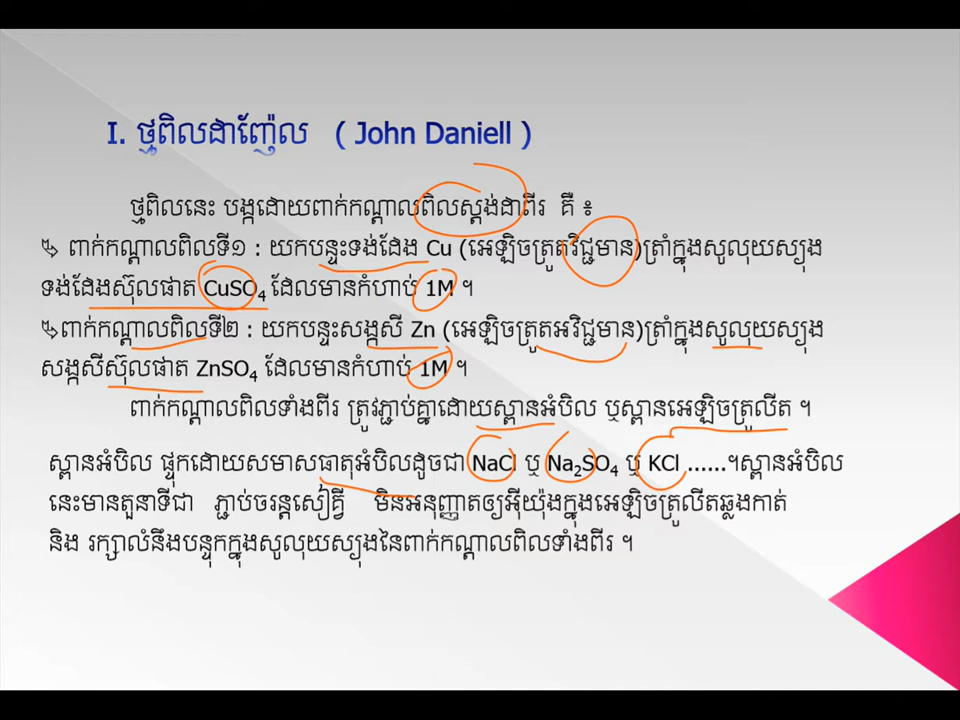 I. ថ្មពិលដាញ៉ែល ( John Daniell )
ថ្មពិលនេះ បង្កដោយពាក់កណ្តាលពិលស្តង់ដាពីរ គឺ ៖
ពាក់កណ្តាលពិលទី១ : យកបន្ទះទង់ដែង Cu (អេឡិចត្រូតវិជ្ជមាន)ត្រាំក្នុងសូលុយស្យុង
ទង់ដែងស៊ុលផាត CuSO₄ ដែលមានកំហាប់ 1M ។
ពាក់កណ្តាលពិលទី២ : យកបន្ទះសង្កសី Zn (អេឡិចត្រូតអវិជ្ជមាន)ត្រាំក្នុងសូលុយស្យុង
សង្កសីស៊ុលផាត ZnSO₄ ដែលមានកំហាប់ 1M ។
ពាក់កណ្តាលពិលទាំងពីរ ត្រូវភ្ជាប់គ្នាដោយស្ពានអំបិល ឬស្ពានអេឡិចត្រូលីត ។
ស្ពានអំបិល ផ្ទុកដោយសមាសធាតុអំបិលដូចជា NaCl ឬ Na₂SO₄ ឬ KCl ......។ស្ពានអំបិល
នេះមានតួនាទីជា ភ្ជាប់ចរន្តសៀគ្វី មិនអនុញ្ញាតឲ្យអ៊ីយ៉ុងក្នុងអេឡិចត្រូលីតឆ្លងកាត់
និង រក្សាលំនឹងបន្ទុកក្នុងសូលុយស្យុងនៃពាក់កណ្តាលពិលទាំងពីរ ។